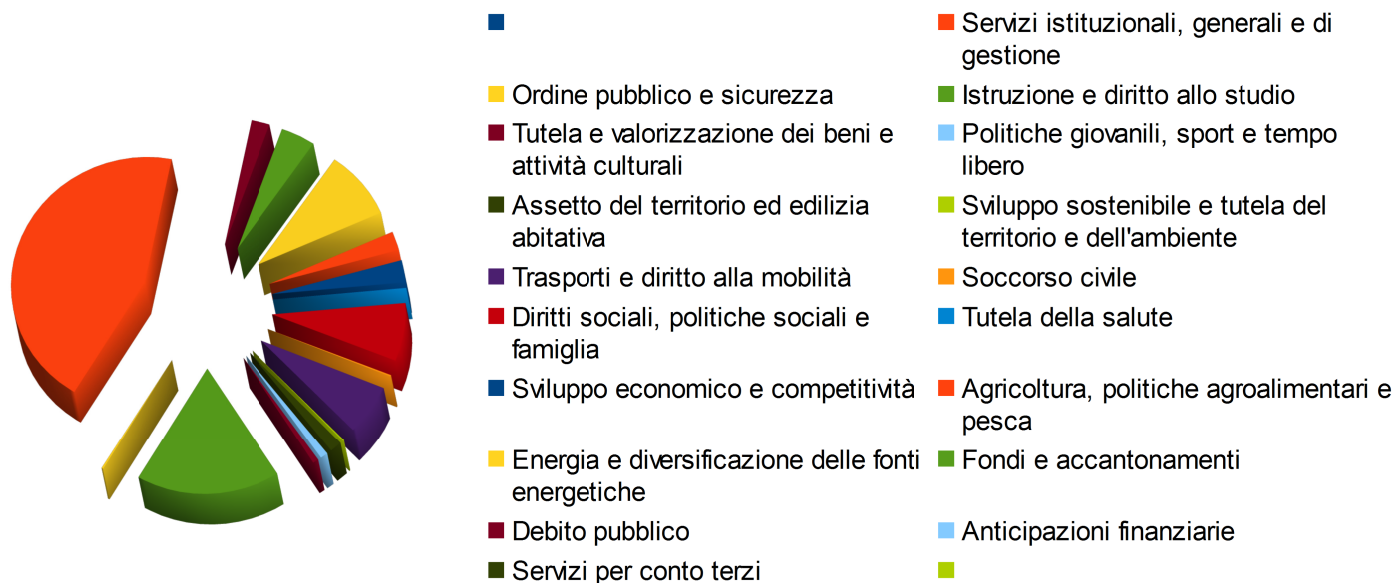 Servizi istituzionali, generali e di
gestione
Ordine pubblico e sicurezza
Istruzione e diritto allo studio
Tutela e valorizzazione dei beni e
attività culturali
Politiche giovanili, sport e tempo
libero
Assetto del territorio ed edilizia
abitativa
Sviluppo sostenibile e tutela del
territorio e dell'ambiente
Trasporti e diritto alla mobilità
Soccorso civile
Diritti sociali, politiche sociali e
famiglia
Tutela della salute
Sviluppo economico e competitività
Agricoltura, politiche agroalimentari e
pesca
Energia e diversificazione delle fonti
energetiche
Fondi e accantonamenti
Debito pubblico
Anticipazioni finanziarie
Servizi per conto terzi